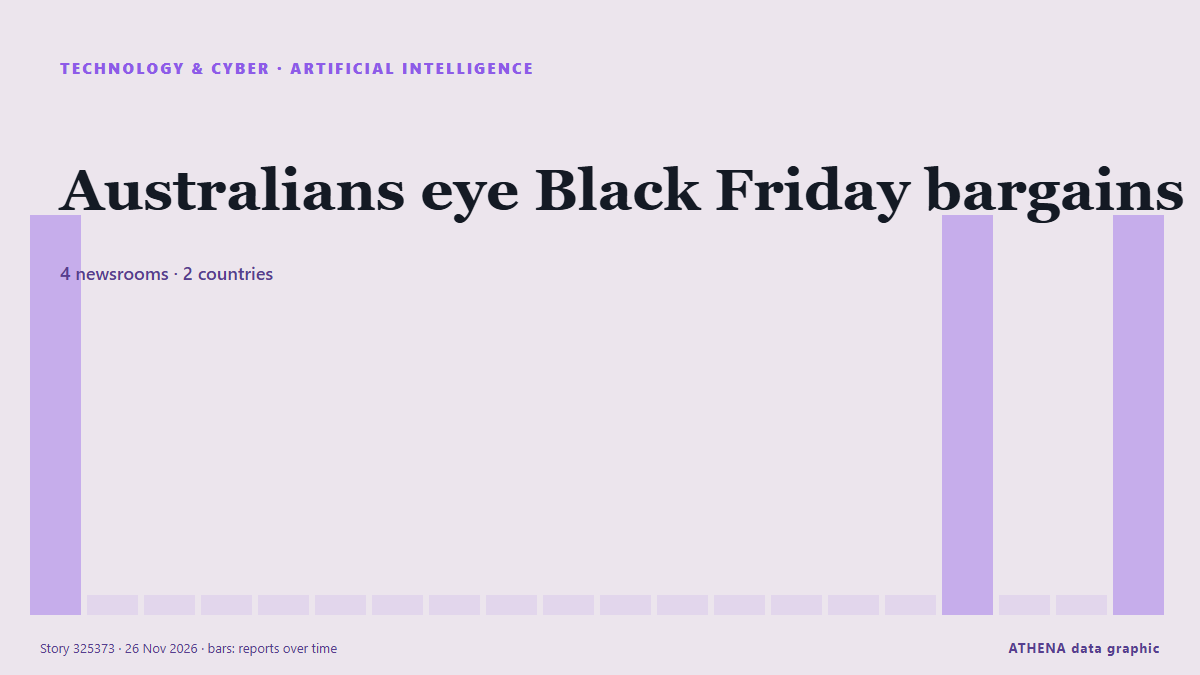 TECHNOLOGY & CYBER · ARTIFICIAL INTELLIGENCE
Australians eye Black Friday bargains
4 newsrooms · 2 countries
Story 325373 · 26 Nov 2026 · bars: reports over time
ATHENA data graphic